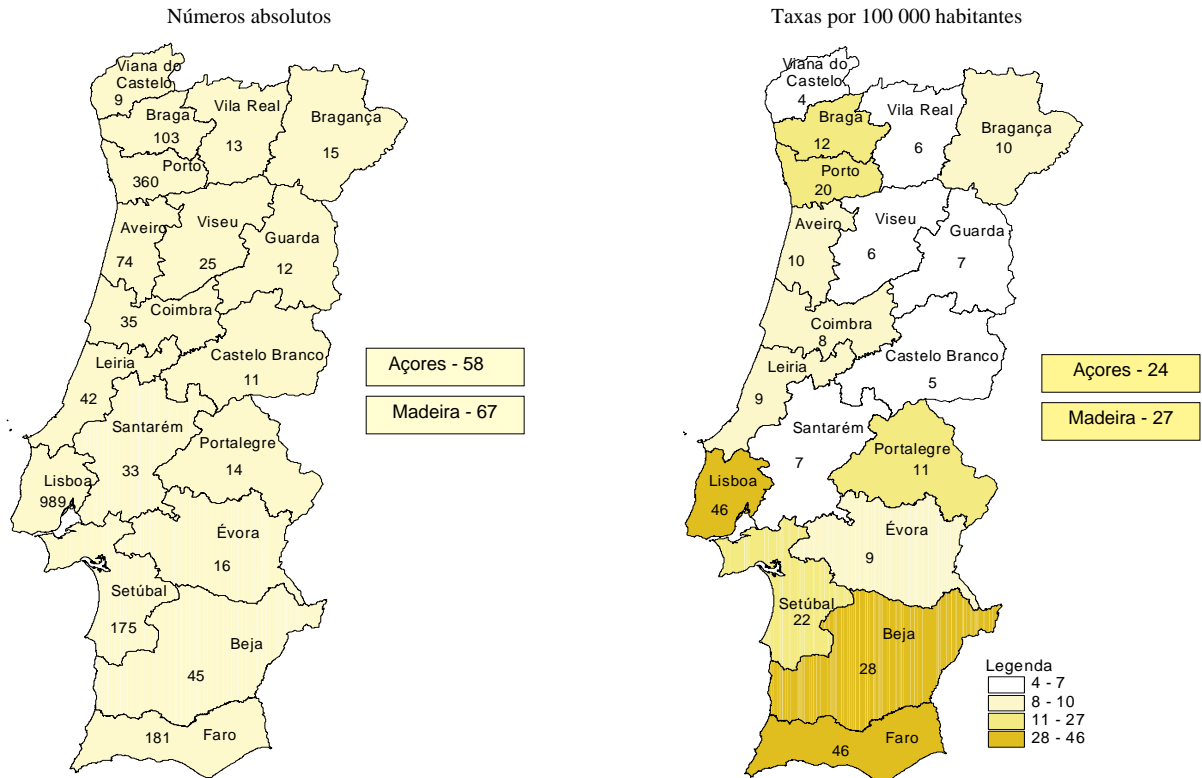 Números absolutos
Viana do
Castelo
9
Braga
103
Vila Real
13
Bragança
15
Porto
360
Aveiro
74
Viseu
25
Guarda
12
Coimbra
35
Leiria
42
Castelo Branco
11
Santarém
33
Portalegre
14
Lisboa
989
Évora
16
Setúbal
175
Beja
45
181 Faro
Açores - 58
Madeira - 67
Taxas por 100 000 habitantes
Viana do
Castelo
4
Braga
12
Vila Real
6
Bragança
10
Porto
20
Aveiro
10
Viseu
6
Guarda
7
Coimbra
8
Leiria
9
Castelo Branco
5
Santarém
7
Portalegre
11
Lisboa
46
Évora
9
Setúbal
22
Beja
28
Faro
46
Açores - 24
Madeira - 27
Legenda
4 - 7
8 - 10
11 - 27
28 - 46